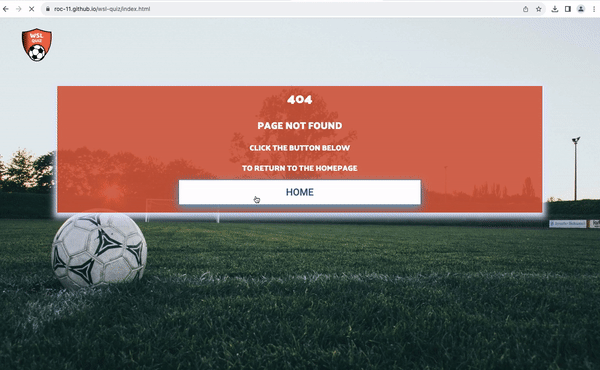 roc-11.github.io/wsl-quiz/index.html
WSL
QUIZ
404
PAGE NOT FOUND
CLICK THE BUTTON BELOW
TO RETURN TO THE HOMEPAGE
HOME